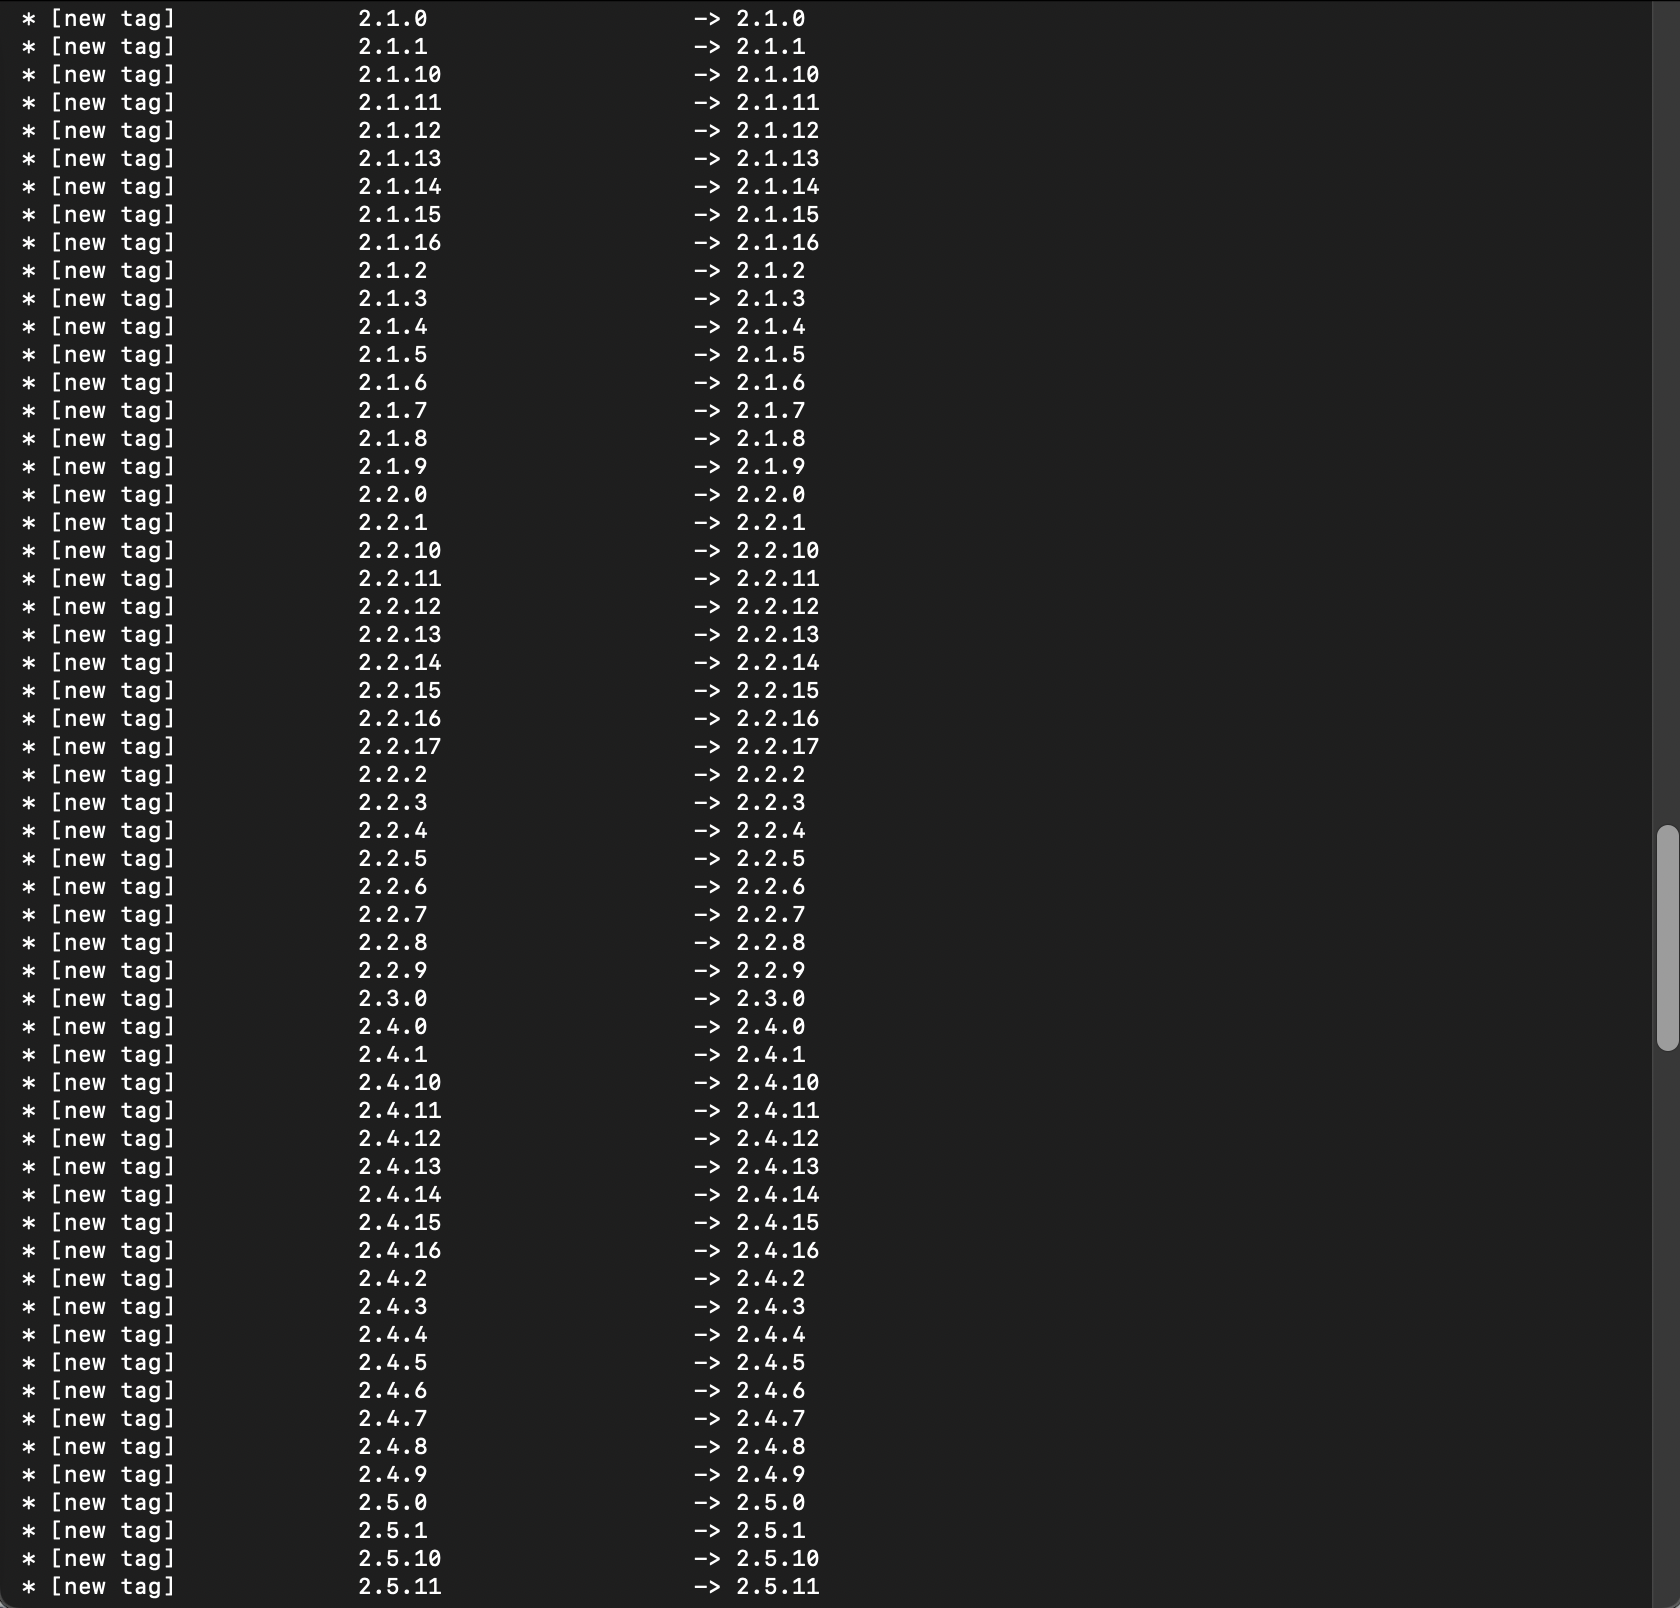 * [new tag] 2.1.0 -> 2.1.0
* [new tag] 2.1.1 -> 2.1.1
* [new tag] 2.1.10 -> 2.1.10
* [new tag] 2.1.11 -> 2.1.11
* [new tag] 2.1.12 -> 2.1.12
* [new tag] 2.1.13 -> 2.1.13
* [new tag] 2.1.14 -> 2.1.14
* [new tag] 2.1.15 -> 2.1.15
* [new tag] 2.1.16 -> 2.1.16
* [new tag] 2.1.2 -> 2.1.2
* [new tag] 2.1.3 -> 2.1.3
* [new tag] 2.1.4 -> 2.1.4
* [new tag] 2.1.5 -> 2.1.5
* [new tag] 2.1.6 -> 2.1.6
* [new tag] 2.1.7 -> 2.1.7
* [new tag] 2.1.8 -> 2.1.8
* [new tag] 2.1.9 -> 2.1.9
* [new tag] 2.2.0 -> 2.2.0
* [new tag] 2.2.1 -> 2.2.1
* [new tag] 2.2.10 -> 2.2.10
* [new tag] 2.2.11 -> 2.2.11
* [new tag] 2.2.12 -> 2.2.12
* [new tag] 2.2.13 -> 2.2.13
* [new tag] 2.2.14 -> 2.2.14
* [new tag] 2.2.15 -> 2.2.15
* [new tag] 2.2.16 -> 2.2.16
* [new tag] 2.2.17 -> 2.2.17
* [new tag] 2.2.2 -> 2.2.2
* [new tag] 2.2.3 -> 2.2.3
* [new tag] 2.2.4 -> 2.2.4
* [new tag] 2.2.5 -> 2.2.5
* [new tag] 2.2.6 -> 2.2.6
* [new tag] 2.2.7 -> 2.2.7
* [new tag] 2.2.8 -> 2.2.8
* [new tag] 2.2.9 -> 2.2.9
* [new tag] 2.3.0 -> 2.3.0
* [new tag] 2.4.0 -> 2.4.0
* [new tag] 2.4.1 -> 2.4.1
* [new tag] 2.4.10 -> 2.4.10
* [new tag] 2.4.11 -> 2.4.11
* [new tag] 2.4.12 -> 2.4.12
* [new tag] 2.4.13 -> 2.4.13
* [new tag] 2.4.14 -> 2.4.14
* [new tag] 2.4.15 -> 2.4.15
* [new tag] 2.4.16 -> 2.4.16
* [new tag] 2.4.2 -> 2.4.2
* [new tag] 2.4.3 -> 2.4.3
* [new tag] 2.4.4 -> 2.4.4
* [new tag] 2.4.5 -> 2.4.5
* [new tag] 2.4.6 -> 2.4.6
* [new tag] 2.4.7 -> 2.4.7
* [new tag] 2.4.8 -> 2.4.8
* [new tag] 2.4.9 -> 2.4.9
* [new tag] 2.5.0 -> 2.5.0
* [new tag] 2.5.1 -> 2.5.1
* [new tag] 2.5.10 -> 2.5.10
* [new tag] 2.5.11 -> 2.5.11